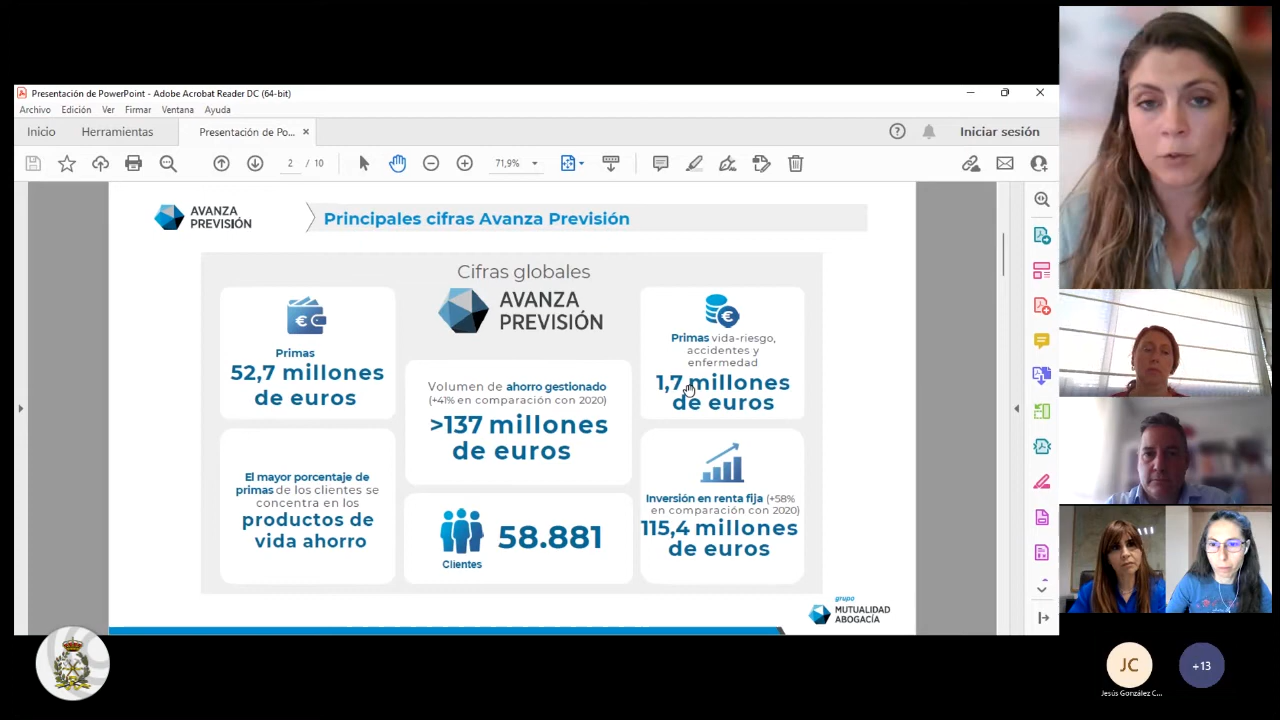 Presentación de PowerPoint - Adobe Acrobat Reader DC (64-bit)
Archivo Edición Ver Firmar Ventana Ayuda
Inicio Herramientas Presentación de Po... Iniciar sesión
2 / 10 71,9%
AVANZA
PREVISIÓN
Principales cifras Avanza Previsión
Cifras globales
AVANZA
PREVISIÓN
Primas
52,7 millones
de euros
Volumen de ahorro gestionado
(+41% en comparación con 2020)
>137 millones
de euros
Primas vida-riesgo,
accidentes y
enfermedad
1,7 millones
de euros
El mayor porcentaje de
primas de los clientes se
concentra en los
productos de
vida ahorro
58.881
Clientes
Inversión en renta fija (+58%
en comparación con 2020)
115,4 millones
de euros
grupo
MUTUALIDAD
ABOGACÍA
JC
+13
Jesús González C...